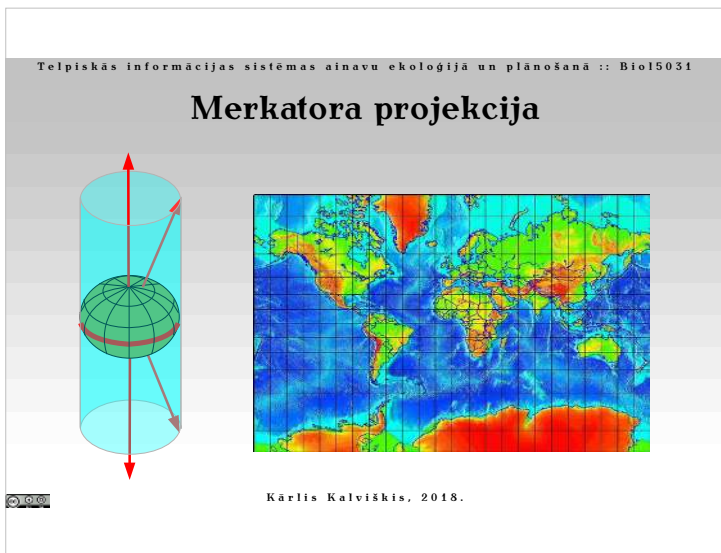 Telpiskās informācijas sistēmas ainavu ekoloģijā un plānošanā :: Biol5031
Merkatora projekcija
Kārlis Kalviškis, 2018.